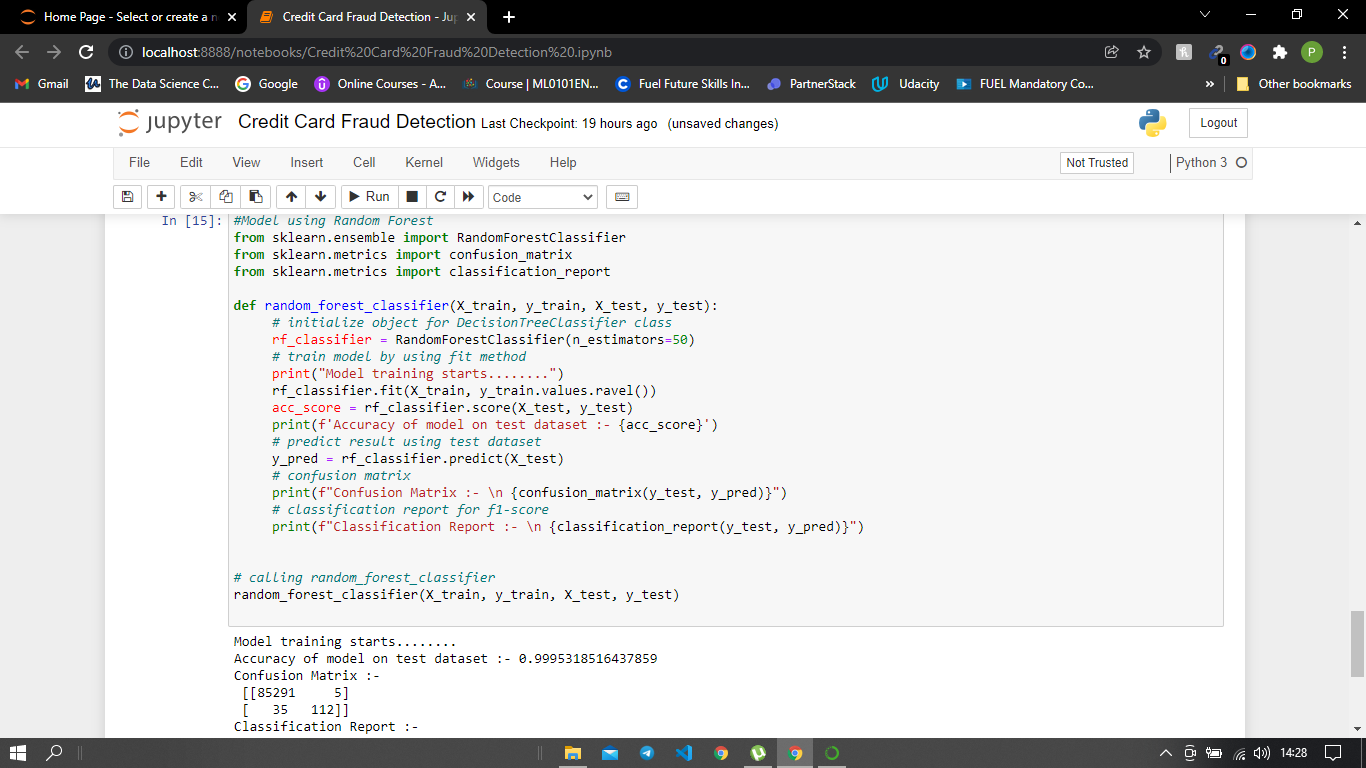 Home Page - Select or create a n
Credit Card Fraud Detection - Jup
localhost:8888/notebooks/Credit%20Card%20Fraud%20Detection%20.ipynb
P
0
Gmail
The Data Science C...
Google
Online Courses - A...
Course | ML0101EN...
Fuel Future Skills In...
PartnerStack
Udacity
FUEL Mandatory Co...
»
Other bookmarks
jupyter Credit Card Fraud Detection Last Checkpoint: 19 hours ago (unsaved changes)
Logout
File Edit View Insert Cell Kernel Widgets Help
Not Trusted
Python 3
Run
Code
In [15]: #Model using Random Forest
from sklearn.ensemble import RandomForestClassifier
from sklearn.metrics import confusion_matrix
from sklearn.metrics import classification_report
def random_forest_classifier(X_train, y_train, X_test, y_test):
# initialize object for DecisionTreeClassifier class
rf_classifier = RandomForestClassifier(n_estimators=50)
# train model by using fit method
print("Model training starts........")
rf_classifier.fit(X_train, y_train.values.ravel())
acc_score = rf_classifier.score(X_test, y_test)
print(f'Accuracy of model on test dataset :- {acc_score}')
# predict result using test dataset
y_pred = rf_classifier.predict(X_test)
# confusion matrix
print(f"Confusion Matrix :- \n {confusion_matrix(y_test, y_pred)}")
# classification report for f1-score
print(f"Classification Report :- \n {classification_report(y_test, y_pred)}")
# calling random_forest_classifier
random_forest_classifier(X_train, y_train, X_test, y_test)
Model training starts........
Accuracy of model on test dataset :- 0.9995318516437859
Confusion Matrix :-
[[85291 5]
[ 35 112]]
Classification Report :-
14:28